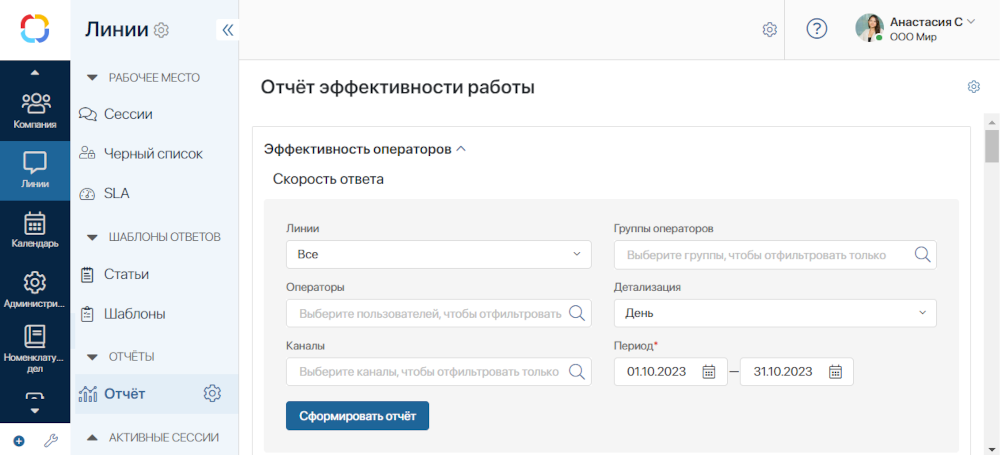 Линии
Анастасия С
ООО Мир
Компания
Линии
Календарь
Администри...
Номенклату...
дел
РАБОЧЕЕ МЕСТО
Сессии
Черный список
SLA
ШАБЛОНЫ ОТВЕТОВ
Статьи
Шаблоны
ОТЧЁТЫ
Отчёт
АКТИВНЫЕ СЕССИИ
Отчёт эффективности работы
Эффективность операторов
Скорость ответа
Линии
Все
Группы операторов
Выберите группы, чтобы отфильтровать только
Операторы
Выберите пользователей, чтобы отфильтровать
Детализация
День
Каналы
Выберите каналы, чтобы отфильтровать только
Период*
01.10.2023 — 31.10.2023
Сформировать отчёт